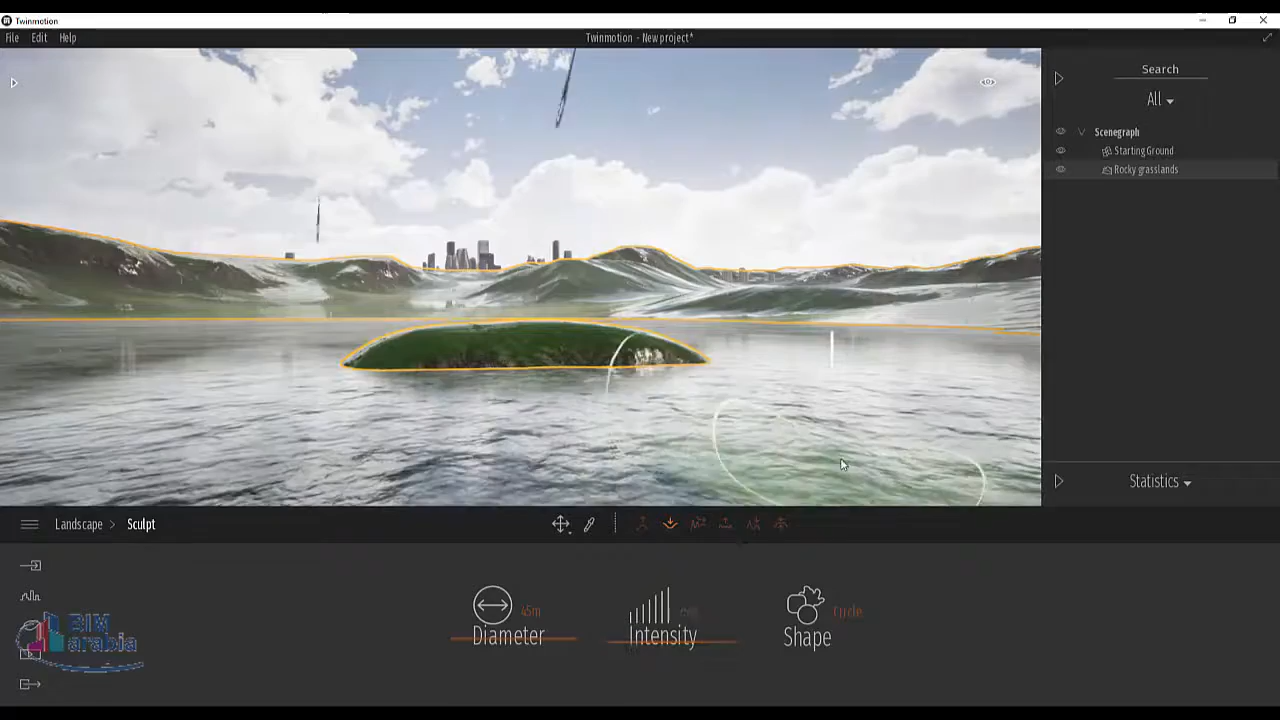 Twinmotion
File Edit Help
Twinmotion - New project*
Search
All
Scenegraph
Starting Ground
Rocky grasslands
Statistics
Landscape > Sculpt
45m
Diameter
Intensity
Cycle
Shape
BIM
arabia